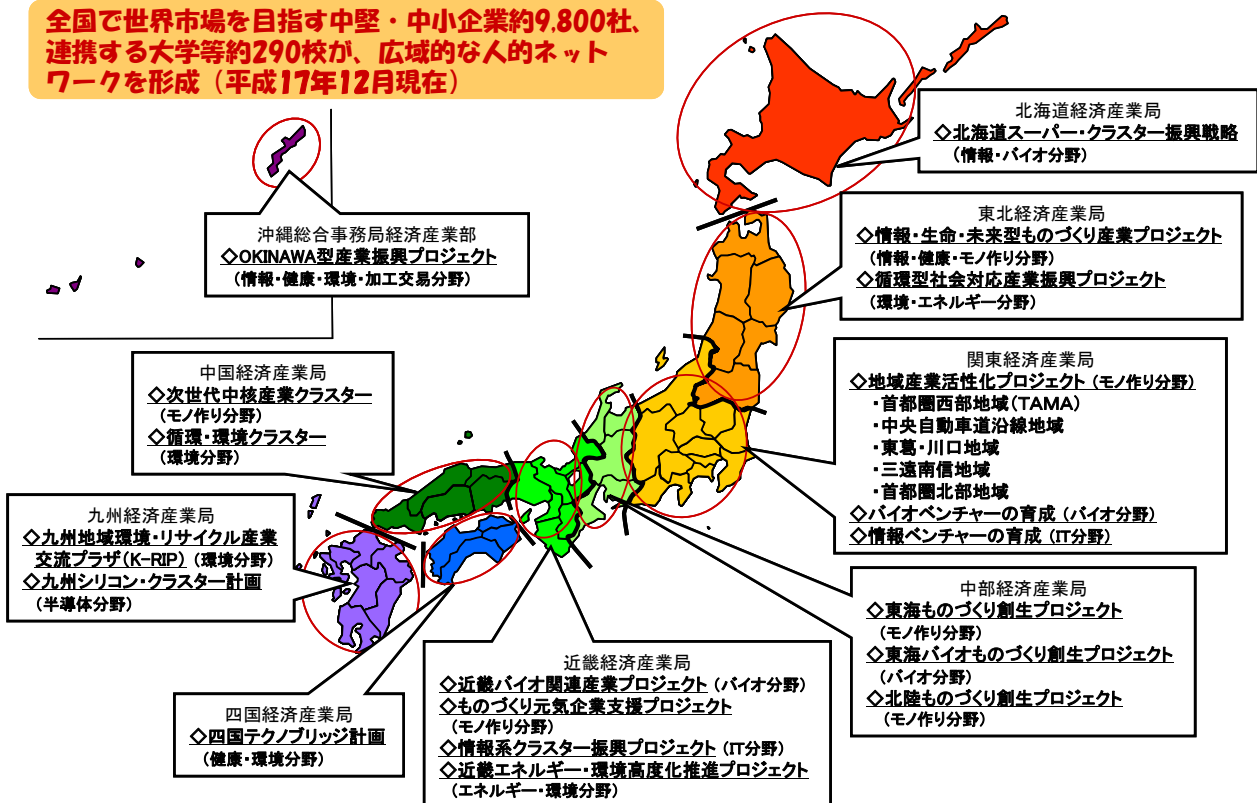 全国で世界市場を目指す中堅・中小企業約9,800社、
連携する大学等約290校が、広域的な人的ネット
ワークを形成（平成17年12月現在）
北海道経済産業局
◇北海道スーパー・クラスター振興戦略
（情報・バイオ分野）
東北経済産業局
◇情報・生命・未来型ものづくり産業プロジェクト
（情報・健康・モノ作り分野）
◇循環型社会対応産業振興プロジェクト
（環境・エネルギー分野）
沖縄総合事務局経済産業部
◇OKINAWA型産業振興プロジェクト
（情報・健康・環境・加工交易分野）
関東経済産業局
◇地域産業活性化プロジェクト（モノ作り分野）
・首都圏西部地域（TAMA）
・中央自動車道沿線地域
・東葛・川口地域
・三遠南信地域
・首都圏北部地域
◇バイオベンチャーの育成（バイオ分野）
◇情報ベンチャーの育成（IT分野）
中国経済産業局
◇次世代中核産業クラスター
（モノ作り分野）
◇循環・環境クラスター
（環境分野）
九州経済産業局
◇九州地域環境・リサイクル産業
交流プラザ（K-RIP）（環境分野）
◇九州シリコン・クラスター計画
（半導体分野）
中部経済産業局
◇東海ものづくり創生プロジェクト
（モノ作り分野）
◇東海バイオものづくり創生プロジェクト
（バイオ分野）
◇北陸ものづくり創生プロジェクト
（モノ作り分野）
近畿経済産業局
◇近畿バイオ関連産業プロジェクト（バイオ分野）
◇ものづくり元気企業支援プロジェクト
（モノ作り分野）
◇情報系クラスター振興プロジェクト（IT分野）
◇近畿エネルギー・環境高度化推進プロジェクト
（エネルギー・環境分野）
四国経済産業局
◇四国テクノブリッジ計画
（健康・環境分野）